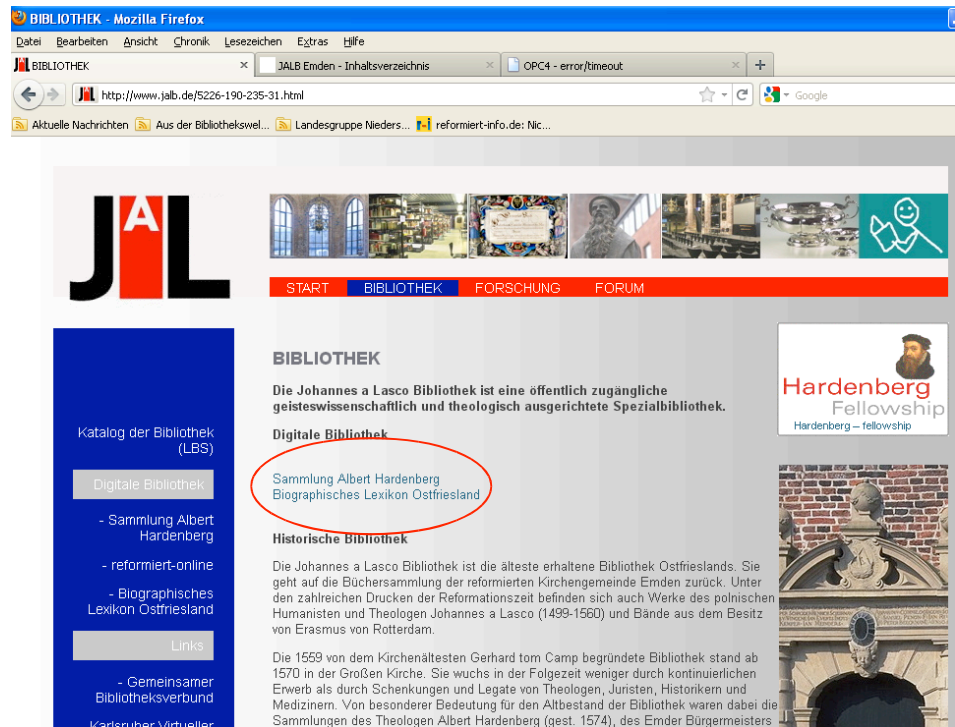 BIBLIOTHEK - Mozilla Firefox
Datei Bearbeiten Ansicht Chronik Lesezeichen Extras Hilfe
BIBLIOTHEK × JALB Emden - Inhaltsverzeichnis × OPC4 - error/timeout × +
http://www.jalb.de/5226-190-235-31.html Google
Aktuelle Nachrichten Aus der Bibliothekswel... Landesgruppe Nieders... reformiert-info.de: Nic...
JAL
START BIBLIOTHEK FORSCHUNG FORUM
Katalog der Bibliothek
(LBS)
Digitale Bibliothek
- Sammlung Albert
Hardenberg
- reformiert-online
- Biographisches
Lexikon Ostfriesland
Links
- Gemeinsamer
Bibliotheksverbund
Karlsruher Virtueller
BIBLIOTHEK
Die Johannes a Lasco Bibliothek ist eine öffentlich zugängliche
geisteswissenschaftlich und theologisch ausgerichtete Spezialbibliothek.
Digitale Bibliothek
Sammlung Albert Hardenberg
Biographisches Lexikon Ostfriesland
Historische Bibliothek
Die Johannes a Lasco Bibliothek ist die älteste erhaltene Bibliothek Ostfrieslands. Sie
geht auf die Büchersammlung der reformierten Kirchengemeinde Emden zurück. Unter
den zahlreichen Drucken der Reformationszeit befinden sich auch Werke des polnischen
Humanisten und Theologen Johannes a Lasco (1499-1560) und Bände aus dem Besitz
von Erasmus von Rotterdam.
Die 1559 von dem Kirchenältesten Gerhard tom Camp begründete Bibliothek stand ab
1570 in der Großen Kirche. Sie wuchs in der Folgezeit weniger durch kontinuierlichen
Erwerb als durch Schenkungen und Legate von Theologen, Juristen, Historikern und
Medizinern. Von besonderer Bedeutung für den Altbestand der Bibliothek waren dabei die
Sammlungen des Theologen Albert Hardenberg (gest. 1574), des Emder Bürgermeisters
Hardenberg
Fellowship
Hardenberg – fellowship